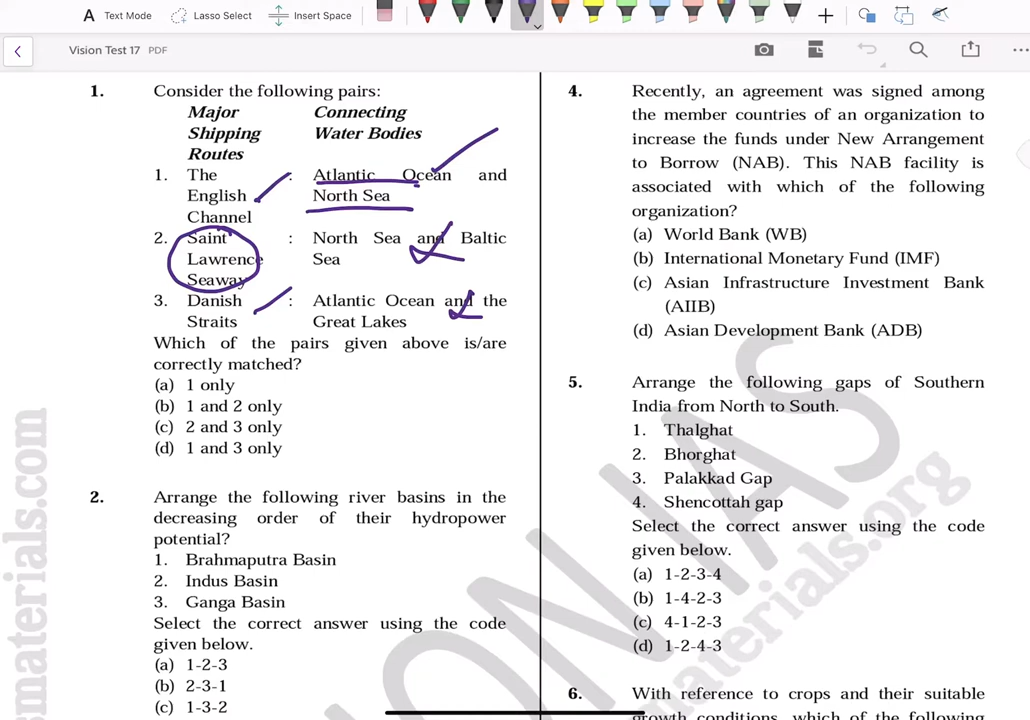 A Text Mode Lasso Select Insert Space
Vision Test 17 PDF
1. Consider the following pairs:
Major Connecting
Shipping Water Bodies
Routes
1. The : Atlantic Ocean and
English North Sea
Channel
2. Saint : North Sea and Baltic
Lawrence Sea
Seaway
3. Danish : Atlantic Ocean and the
Straits Great Lakes
Which of the pairs given above is/are
correctly matched?
(a) 1 only
(b) 1 and 2 only
(c) 2 and 3 only
(d) 1 and 3 only
2. Arrange the following river basins in the
decreasing order of their hydropower
potential?
1. Brahmaputra Basin
2. Indus Basin
3. Ganga Basin
Select the correct answer using the code
given below.
(a) 1-2-3
(b) 2-3-1
(c) 1-3-2
4. Recently, an agreement was signed among
the member countries of an organization to
increase the funds under New Arrangement
to Borrow (NAB). This NAB facility is
associated with which of the following
organization?
(a) World Bank (WB)
(b) International Monetary Fund (IMF)
(c) Asian Infrastructure Investment Bank
(AIIB)
(d) Asian Development Bank (ADB)
5. Arrange the following gaps of Southern
India from North to South.
1. Thalghat
2. Bhorghat
3. Palakkad Gap
4. Shencottah gap
Select the correct answer using the code
given below.
(a) 1-2-3-4
(b) 1-4-2-3
(c) 4-1-2-3
(d) 1-2-4-3
6. With reference to crops and their suitable
growth conditions, which of the following
smaterials.com
ON IAS
materials.org